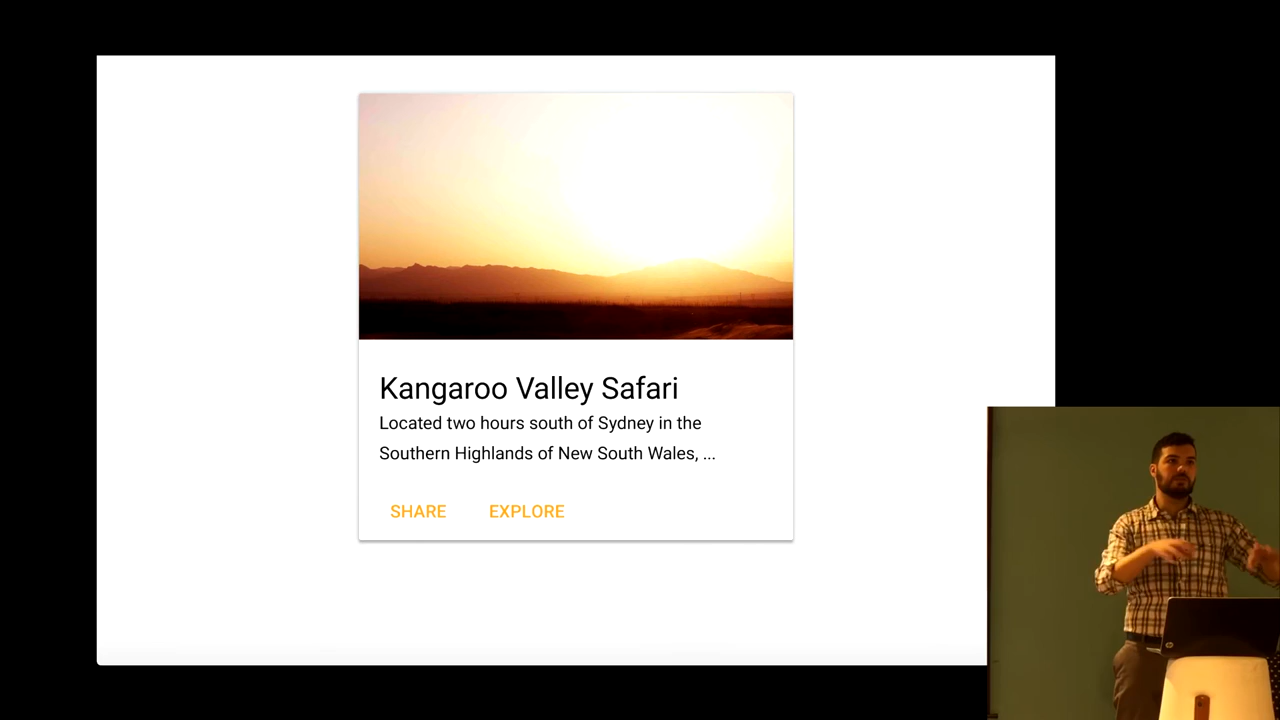 Kangaroo Valley Safari
Located two hours south of Sydney in the
Southern Highlands of New South Wales, ...
SHARE EXPLORE
hp